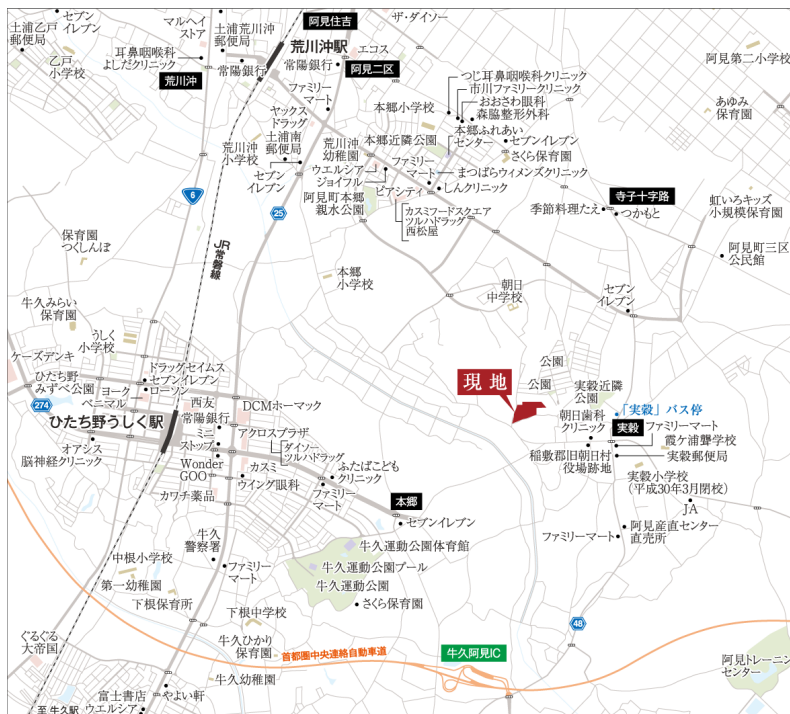 土浦乙戸
郵便局
セブン
イレブン
乙戸
小学校
マルヘイ
ストア
土浦荒川沖
郵便局
耳鼻咽喉科
よしだクリニック
荒川沖
常陽銀行
阿見住吉
荒川沖駅
ザ・ダイソー
エコス
常陽銀行
阿見二区
ファミリー
マート
ヤックス
ドラッグ
土浦南
郵便局
荒川沖
小学校
セブン
イレブン
荒川沖
幼稚園
本郷小学校
つじ耳鼻咽喉科クリニック
市川ファミリークリニック
おおさわ眼科
森脇整形外科
本郷近隣公園
本郷ふれあい
センター
セブンイレブン
さくら保育園
ウエルシア
ジョイフル
ファミリー
マート
まつばらウィメンズクリニック
ピアシティ
しんクリニック
阿見町本郷
親水公園
カスミフードスクエア
ツルハドラッグ
西松屋
阿見第二小学校
あゆみ
保育園
寺子十字路
季節料理たえ
つかもと
虹いろキッズ
小規模保育園
阿見町三区
公民館
6
25
JR常磐線
保育園
つくしんぼ
本郷
小学校
朝日
中学校
セブン
イレブン
牛久みらい
保育園
うしく
小学校
ケーズデンキ
ひたち野
みずべ公園
ドラッグセイムス
セブンイレブン
ローソン
ヨーク
ベニマル
274
西友
常陽銀行
DCMホーマック
ひたち野うしく駅
ミニ
ストップ
アクロスプラザ
ダイソー
ツルハドラッグ
オアシス
脳神経クリニック
Wonder
GOO
カスミ
ウイング眼科
ふたばこども
クリニック
ファミリー
マート
カワチ薬品
本郷
セブンイレブン
現地
公園
公園
実穀近隣
公園
「実穀」バス停
朝日歯科
クリニック
実穀
ファミリーマート
霞ケ浦聾学校
実穀郵便局
稲敷郡旧朝日村
役場跡地
実穀小学校
(平成30年3月閉校)
JA
阿見産直センター
直売所
ファミリーマート
牛久
警察署
中根小学校
ファミリー
マート
第一幼稚園
下根保育所
牛久運動公園体育館
牛久運動公園プール
牛久運動公園
さくら保育園
下根中学校
牛久ひかり
保育園
48
ぐるぐる
大帝国
首都圏中央連絡自動車道
牛久阿見IC
牛久幼稚園
阿見トレーニング
センター
富士書店
ウエルシア
やよい軒
至 牛久駅